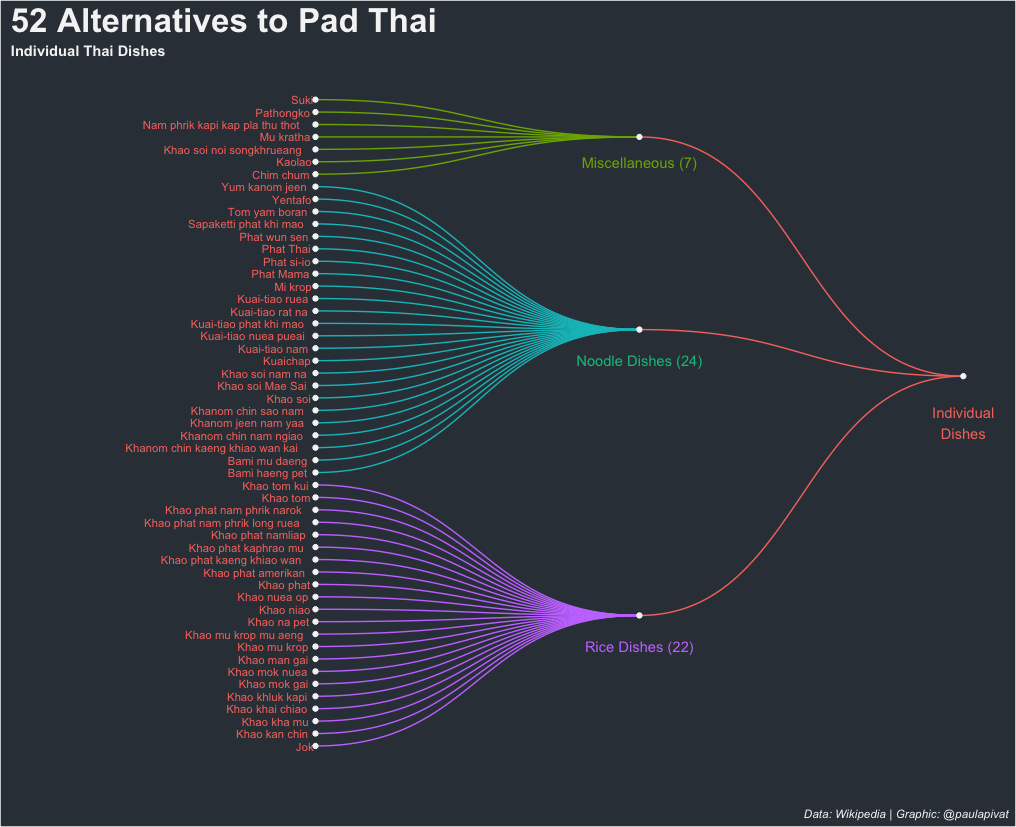 52 Alternatives to Pad Thai
Individual Thai Dishes
Suki
Pathongko
Nam phrik kapi kap pla thu thot
Mu kratha
Khao soi noi songkhrueang
Kaolao
Chim chum
Miscellaneous (7)
Yum kanom jeen
Yentafo
Tom yam boran
Sapaketti phat khi mao
Phat wun sen
Phat Thai
Phat si-io
Phat Mama
Mi krop
Kuai-tiao ruea
Kuai-tiao rat na
Kuai-tiao phat khi mao
Kuai-tiao nuea pueai
Kuai-tiao nam
Kuaichap
Khao soi nam na
Khao soi Mae Sai
Khao soi
Khanom chin sao nam
Khanom jeen nam yaa
Khanom chin nam ngiao
Khanom chin kaeng khiao wan kai
Bami mu daeng
Bami haeng pet
Noodle Dishes (24)
Khao tom kui
Khao tom
Khao phat nam phrik narok
Khao phat nam phrik long ruea
Khao phat namliap
Khao phat kaphrao mu
Khao phat kaeng khiao wan
Khao phat amerikan
Khao phat
Khao nuea op
Khao niao
Khao na pet
Khao mu krop mu aeng
Khao mu krop
Khao man gai
Khao mok nuea
Khao mok gai
Khao khluk kapi
Khao khai chiao
Khao kha mu
Khao kan chin
Jok
Rice Dishes (22)
Individual
Dishes
Data: Wikipedia | Graphic: @paulapivat